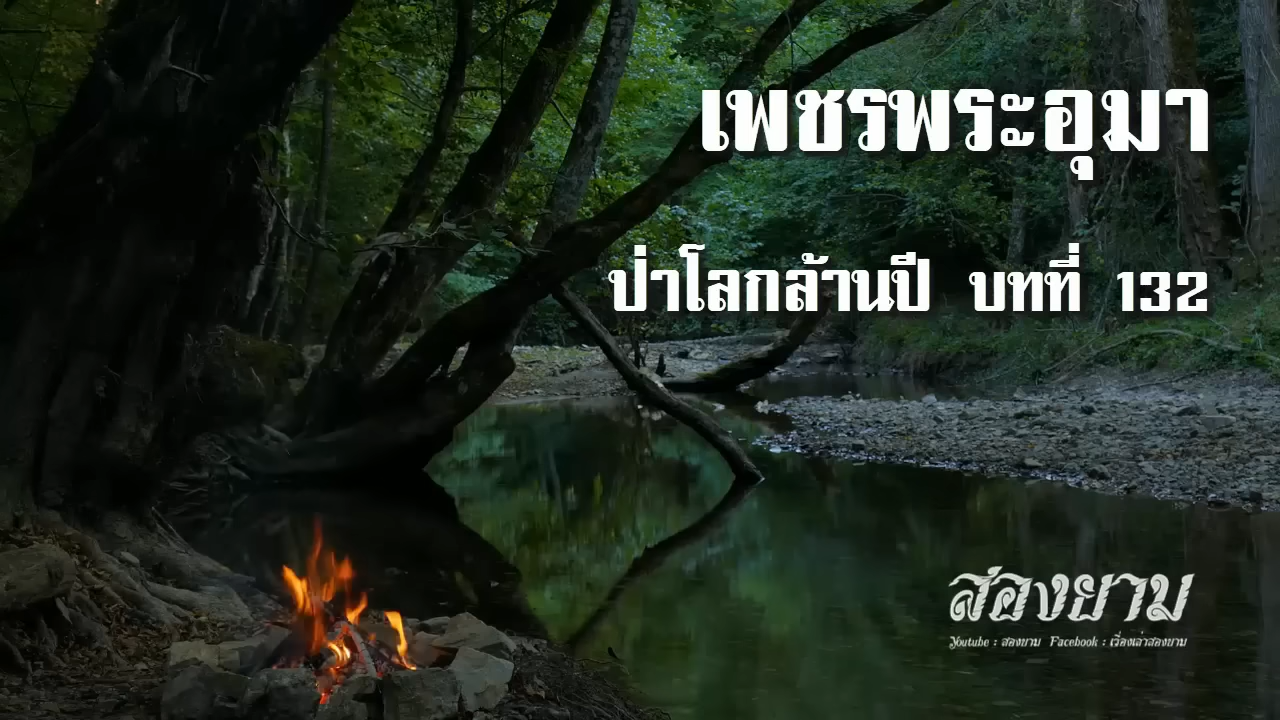 เพชรพระอุมา
ป่าโลกล้านปี บทที่ 132
สองยาม
Youtube : สองยาม Facebook : เรื่องเล่าสองยาม